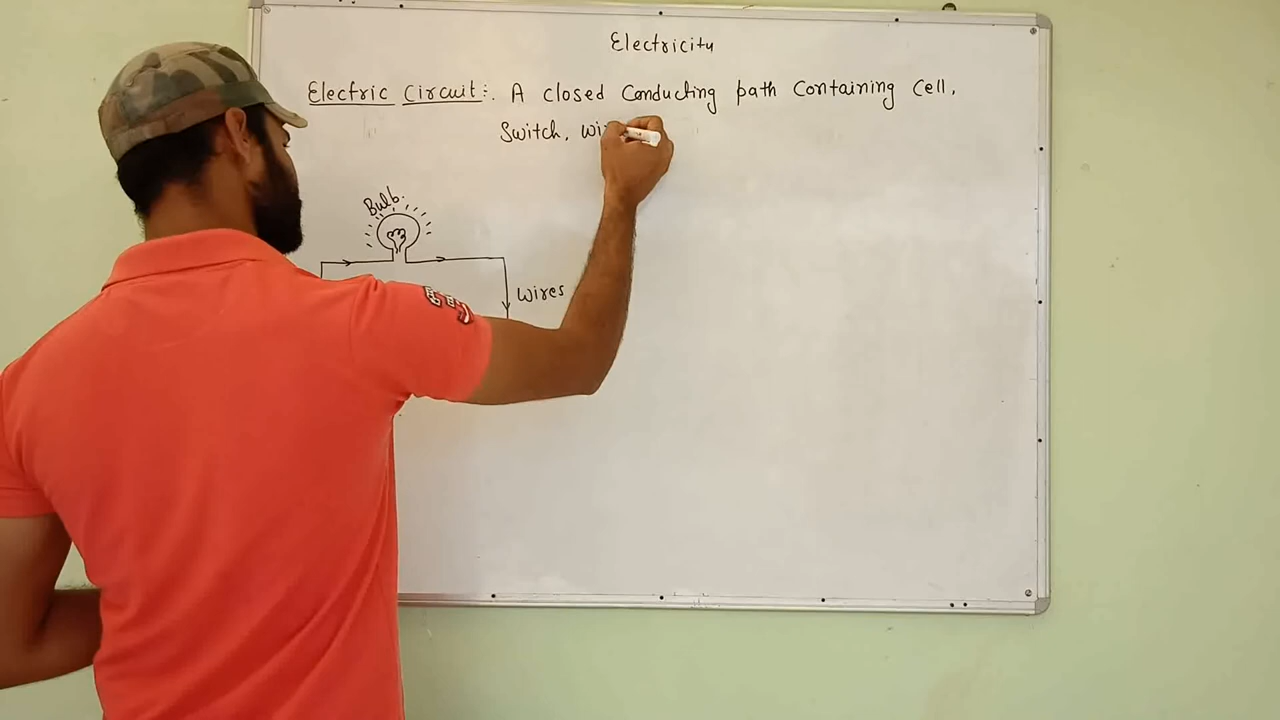 Electricity
Electric Circuit:. A closed Conducting path Containing Cell,
Switch,
Bulb.
Wires